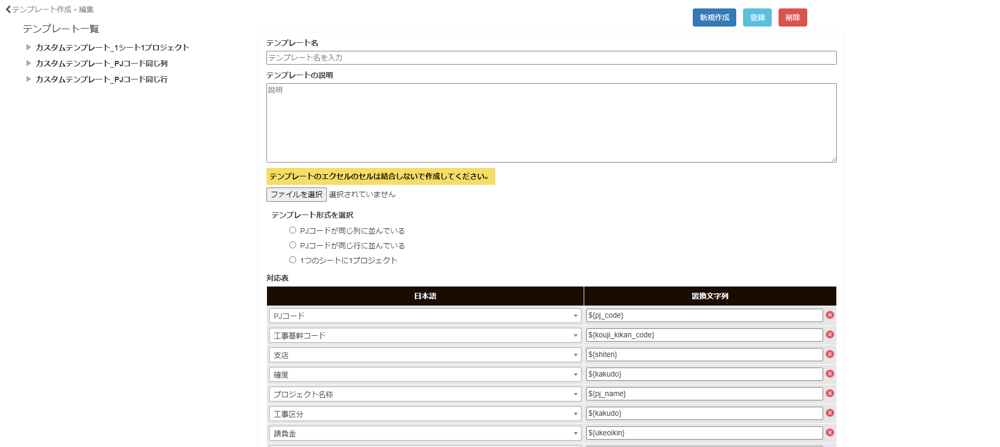 テンプレート作成・編集
新規作成 登録 削除
テンプレート一覧
カスタムテンプレート_1シート1プロジェクト
カスタムテンプレート_PJコード同じ列
カスタムテンプレート_PJコード同じ行
テンプレート名
テンプレート名を入力
テンプレートの説明
説明
テンプレートのエクセルのセルは結合しないで作成してください。
ファイルを選択 選択されていません
テンプレート形式を選択
PJコードが同じ列に並んでいる
PJコードが同じ行に並んでいる
1つのシートに1プロジェクト
対応表
日本語 置換文字列
PJコード ${pj_code}
工事基幹コード ${kouji_kikan_code}
支店 ${shiten}
確度 ${kakudo}
プロジェクト名称 ${pj_name}
工事区分 ${kakudo}
請負金 ${ukeoikin}